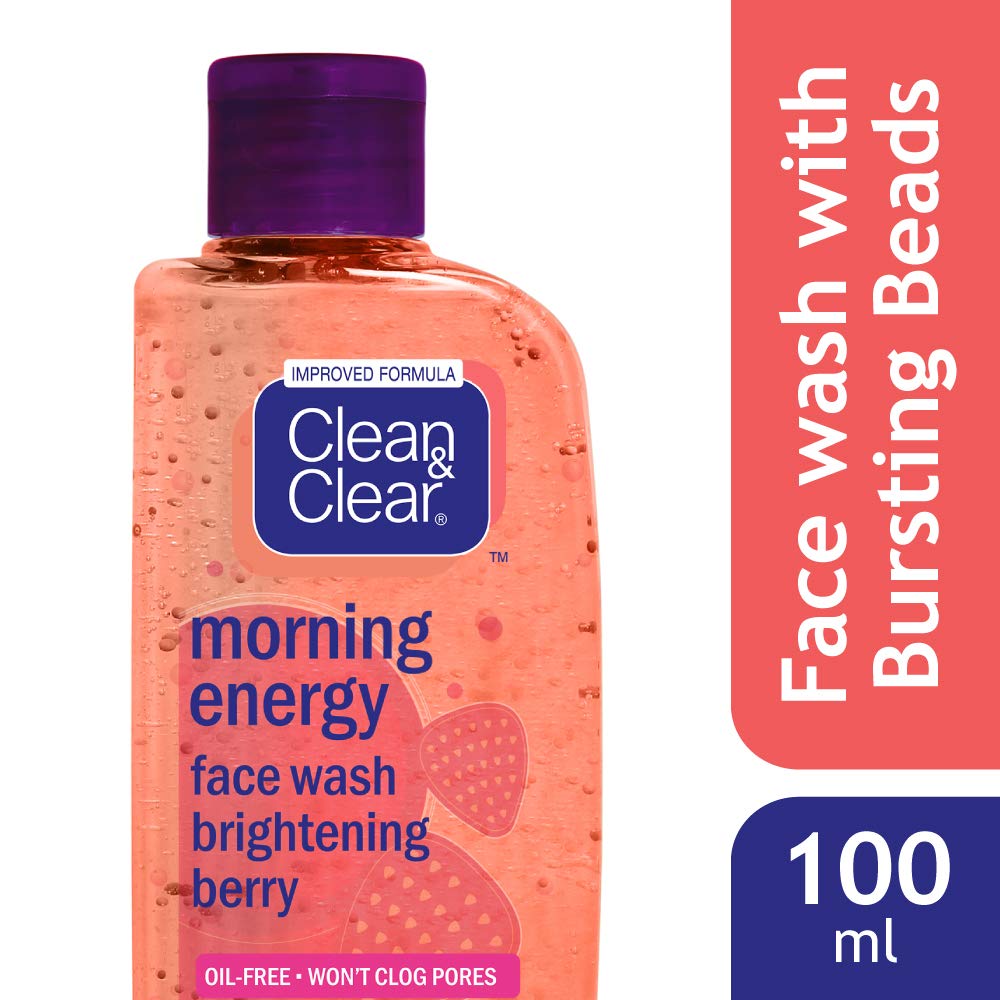 IMPROVED FORMULA
Clean
&
Clear®
TM
morning
energy
face wash
brightening
berry
OIL-FREE • WON'T CLOG PORES
Face wash with
Bursting Beads
100
ml